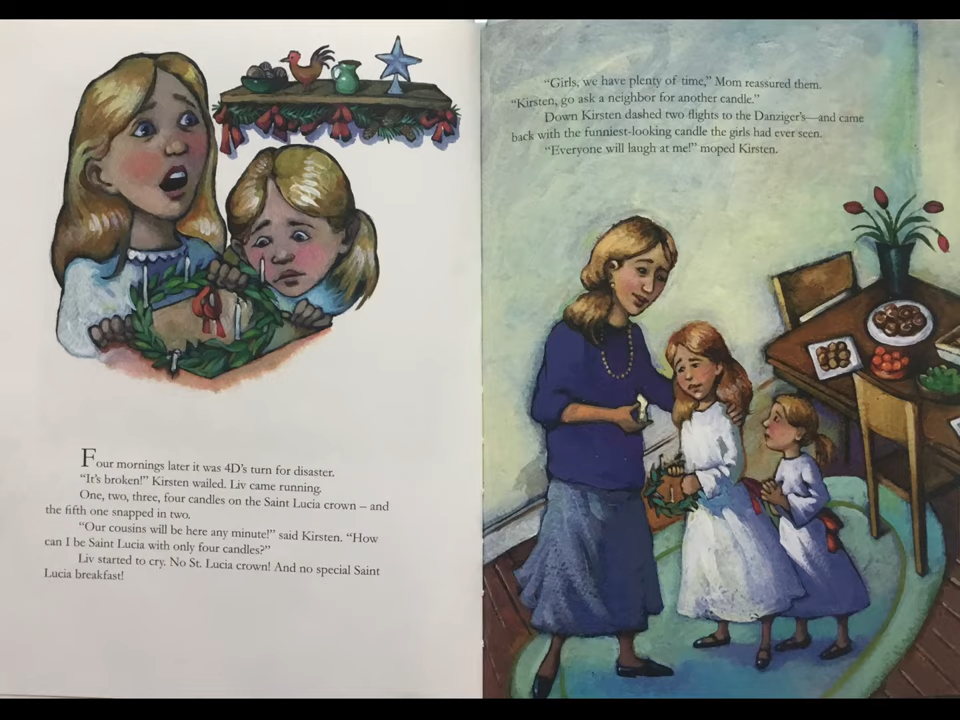 Four mornings later it was 4D's turn for disaster.
"It's broken!" Kirsten wailed. Liv came running.
One, two, three, four candles on the Saint Lucia crown – and
the fifth one snapped in two.
"Our cousins will be here any minute!" said Kirsten. "How
can I be Saint Lucia with only four candles?"
Liv started to cry. No St. Lucia crown! And no special Saint
Lucia breakfast!
"Girls, we have plenty of time," Mom reassured them.
"Kirsten, go ask a neighbor for another candle."
Down Kirsten dashed two flights to the Danziger's—and came
back with the funniest-looking candle the girls had ever seen.
"Everyone will laugh at me!" moped Kirsten.